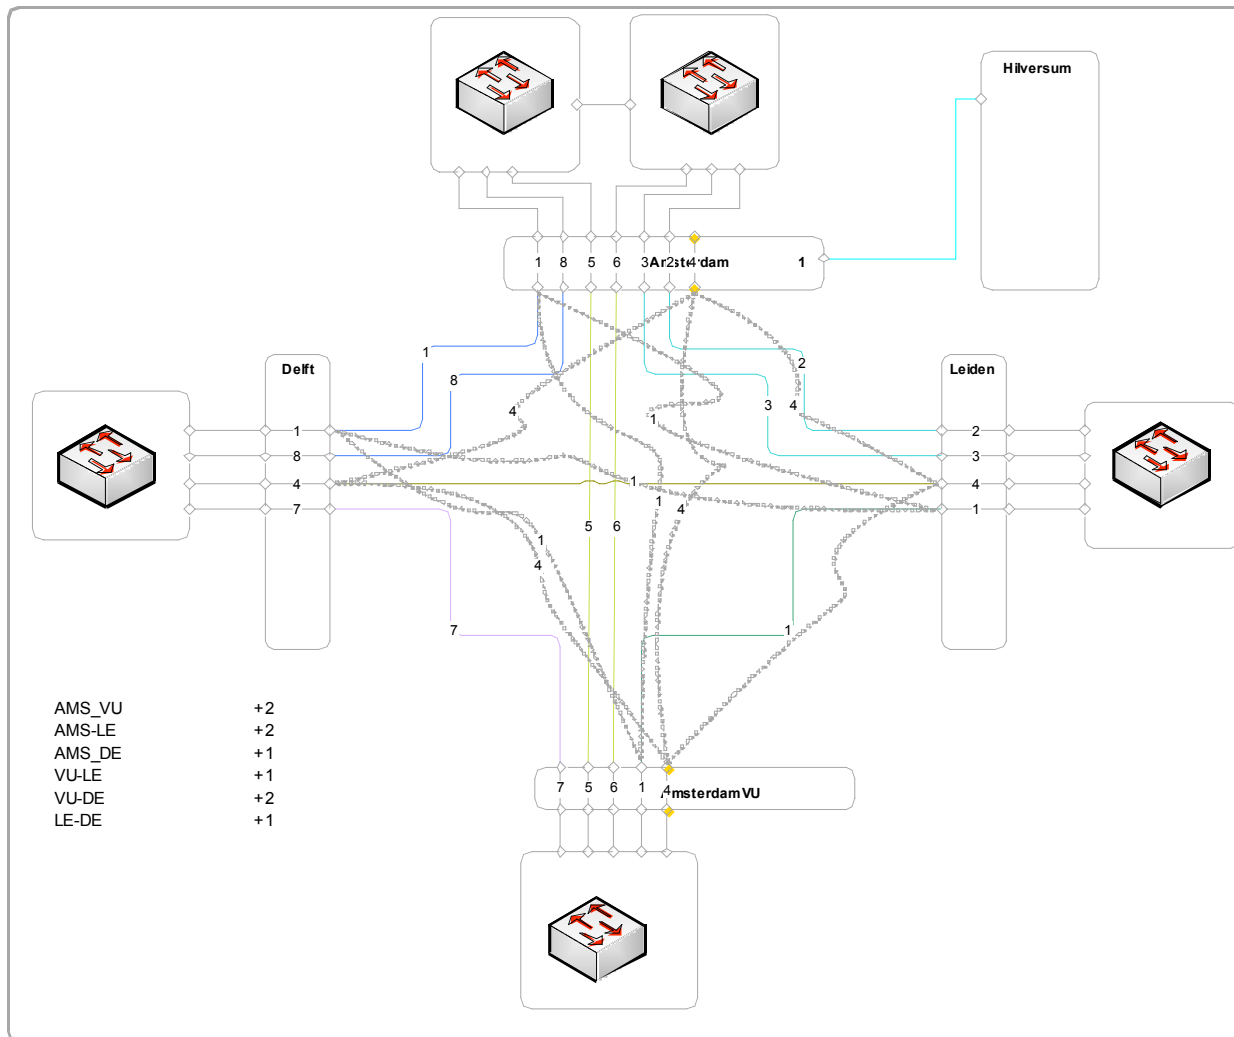 Hilversum
1 8 5 6 3 Amsterdam 2 4 1
1
8
Delft
1
8
4
7
4
2
3
4
Leiden
2
3
4
1
1
1
1
4
5
6
1
4
7
1
7 5 6 1 4 AmsterdamVU
AMS_VU +2
AMS-LE +2
AMS_DE +1
VU-LE +1
VU-DE +2
LE-DE +1